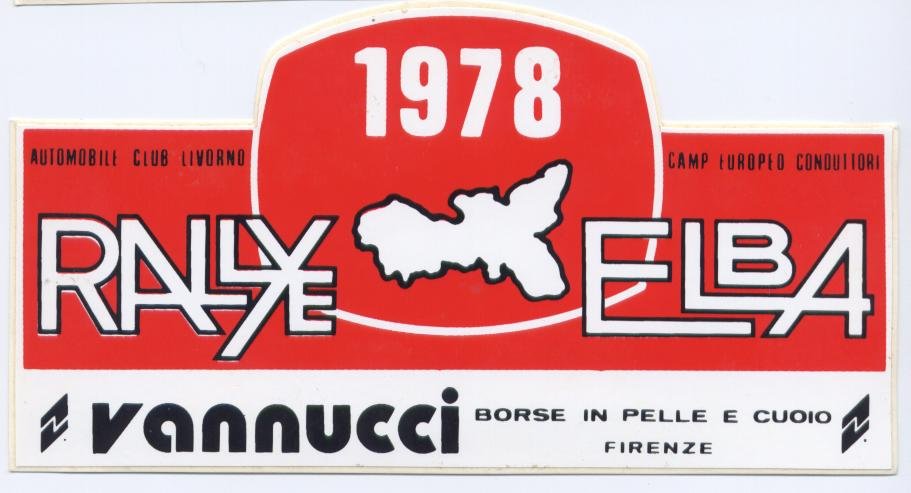 1978
AUTOMOBILE CLUB LIVORNO
CAMP EUROPEO CONDUTTORI
RALLYE ELBA
vannucci BORSE IN PELLE E CUOIO
FIRENZE